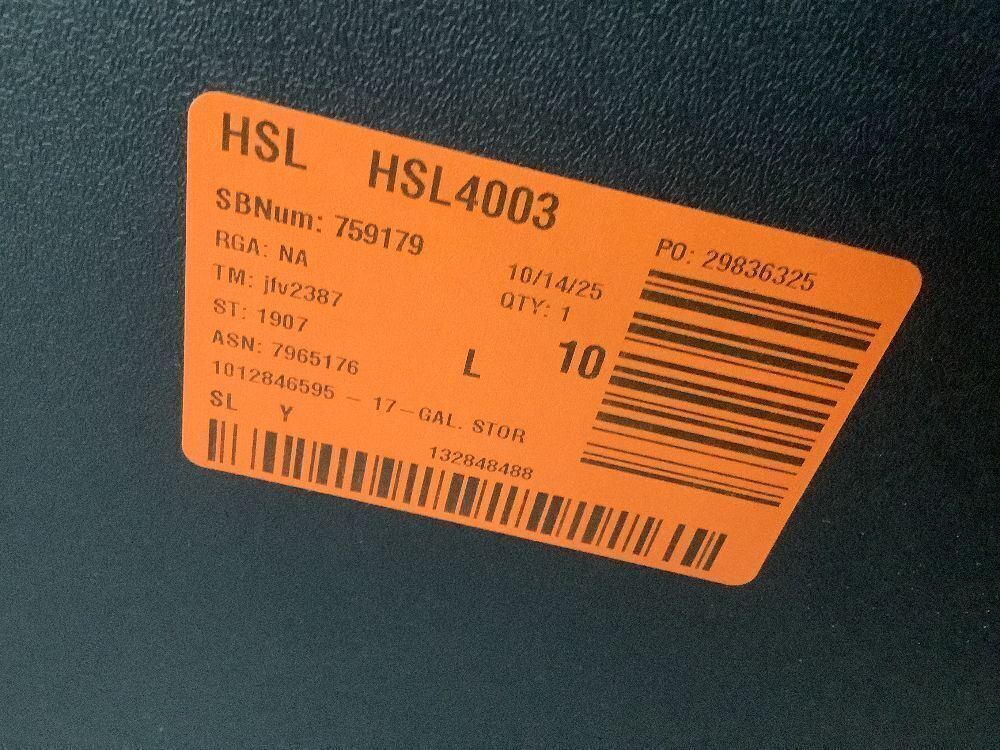 HSL HSL4003
SBNum: 759179
RGA: NA
TM: jfv2387
ST: 1907
ASN: 7965176
1012846595 - 17-GAL. STOR
SL Y
132848488
10/14/25
QTY: 1
L 10
PO: 29836325